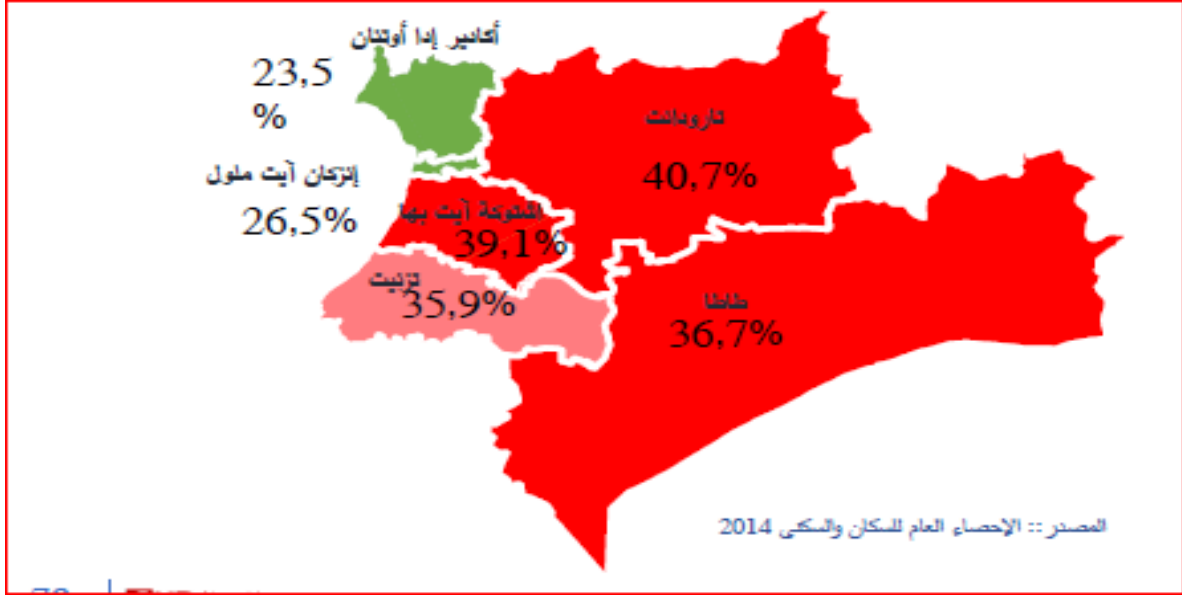 أكادير إدا أوتنان
23,5
%
تارودانت
40,7%
إنزكان آيت ملول
26,5%
اشتوكة آيت بها
39,1%
تزنيت
35,9%
طاطا
36,7%
المصدر :: الإحصاء العام للسكان والسكنى 2014